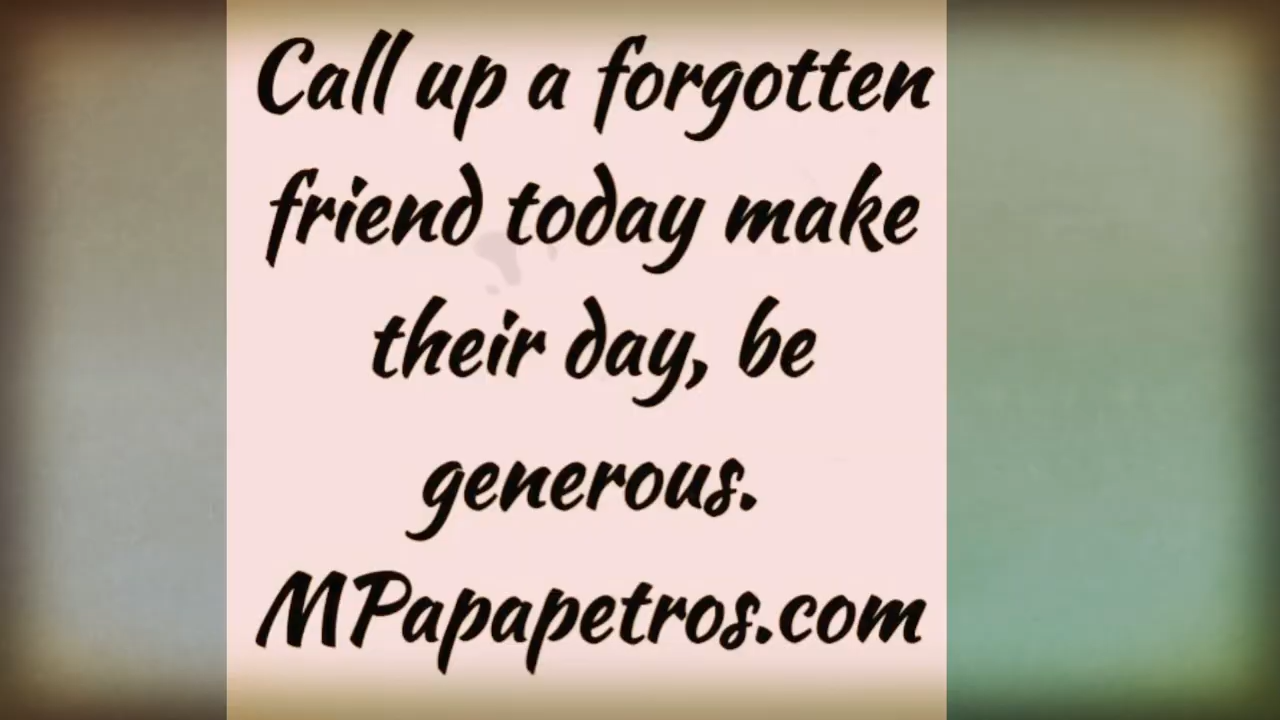 Call up a forgotten
friend today make
their day, be
generous.
MPapapetros.com